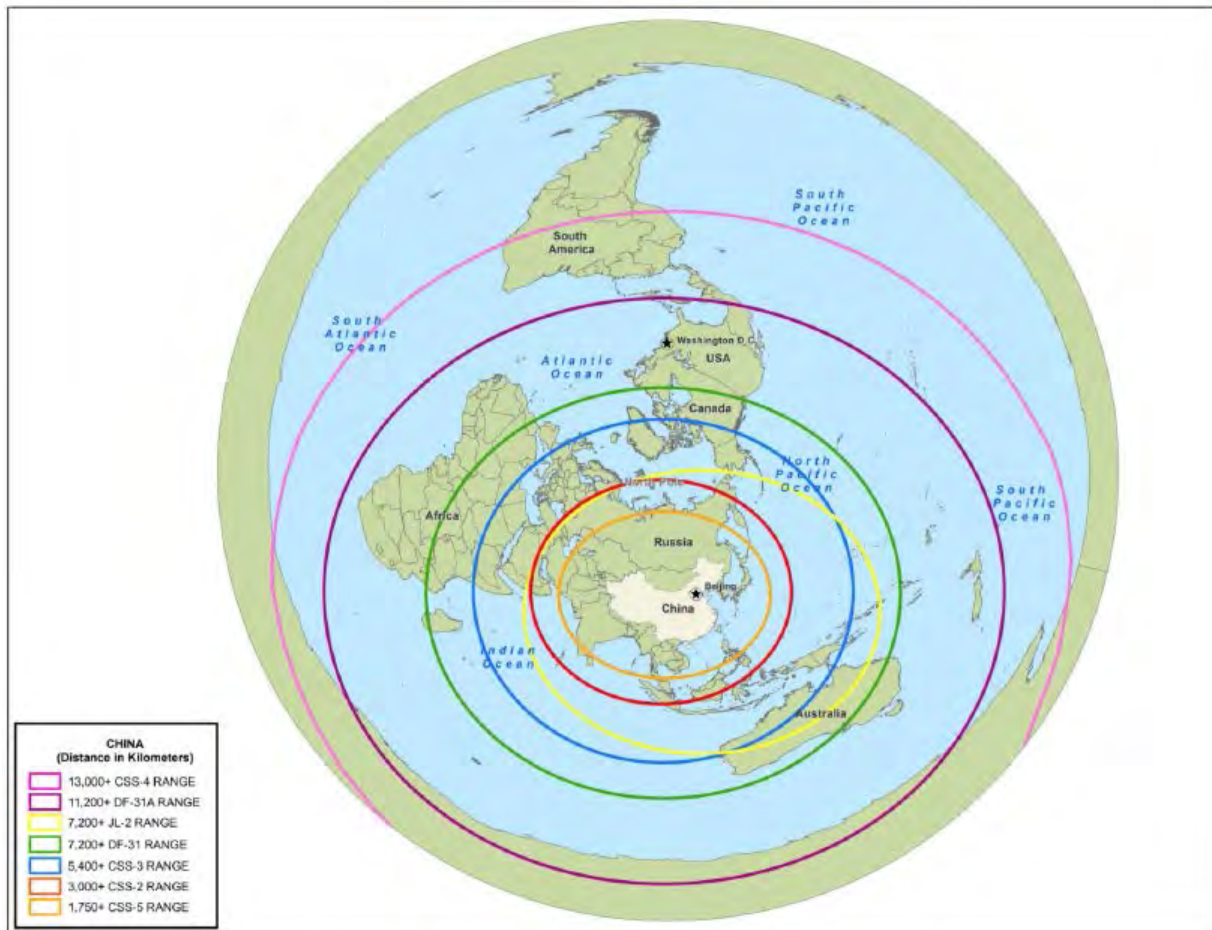 South
Pacific
Ocean
South
America
South
Atlantic
Ocean
Washington D.C.
USA
Atlantic
Ocean
Canada
North
Pacific
Ocean
North Pole
South
Pacific
Ocean
Africa
Russia
Beijing
China
Indian
Ocean
Australia
CHINA
(Distance in Kilometers)
13,000+ CSS-4 RANGE
11,200+ DF-31A RANGE
7,200+ JL-2 RANGE
7,200+ DF-31 RANGE
5,400+ CSS-3 RANGE
3,000+ CSS-2 RANGE
1,750+ CSS-5 RANGE